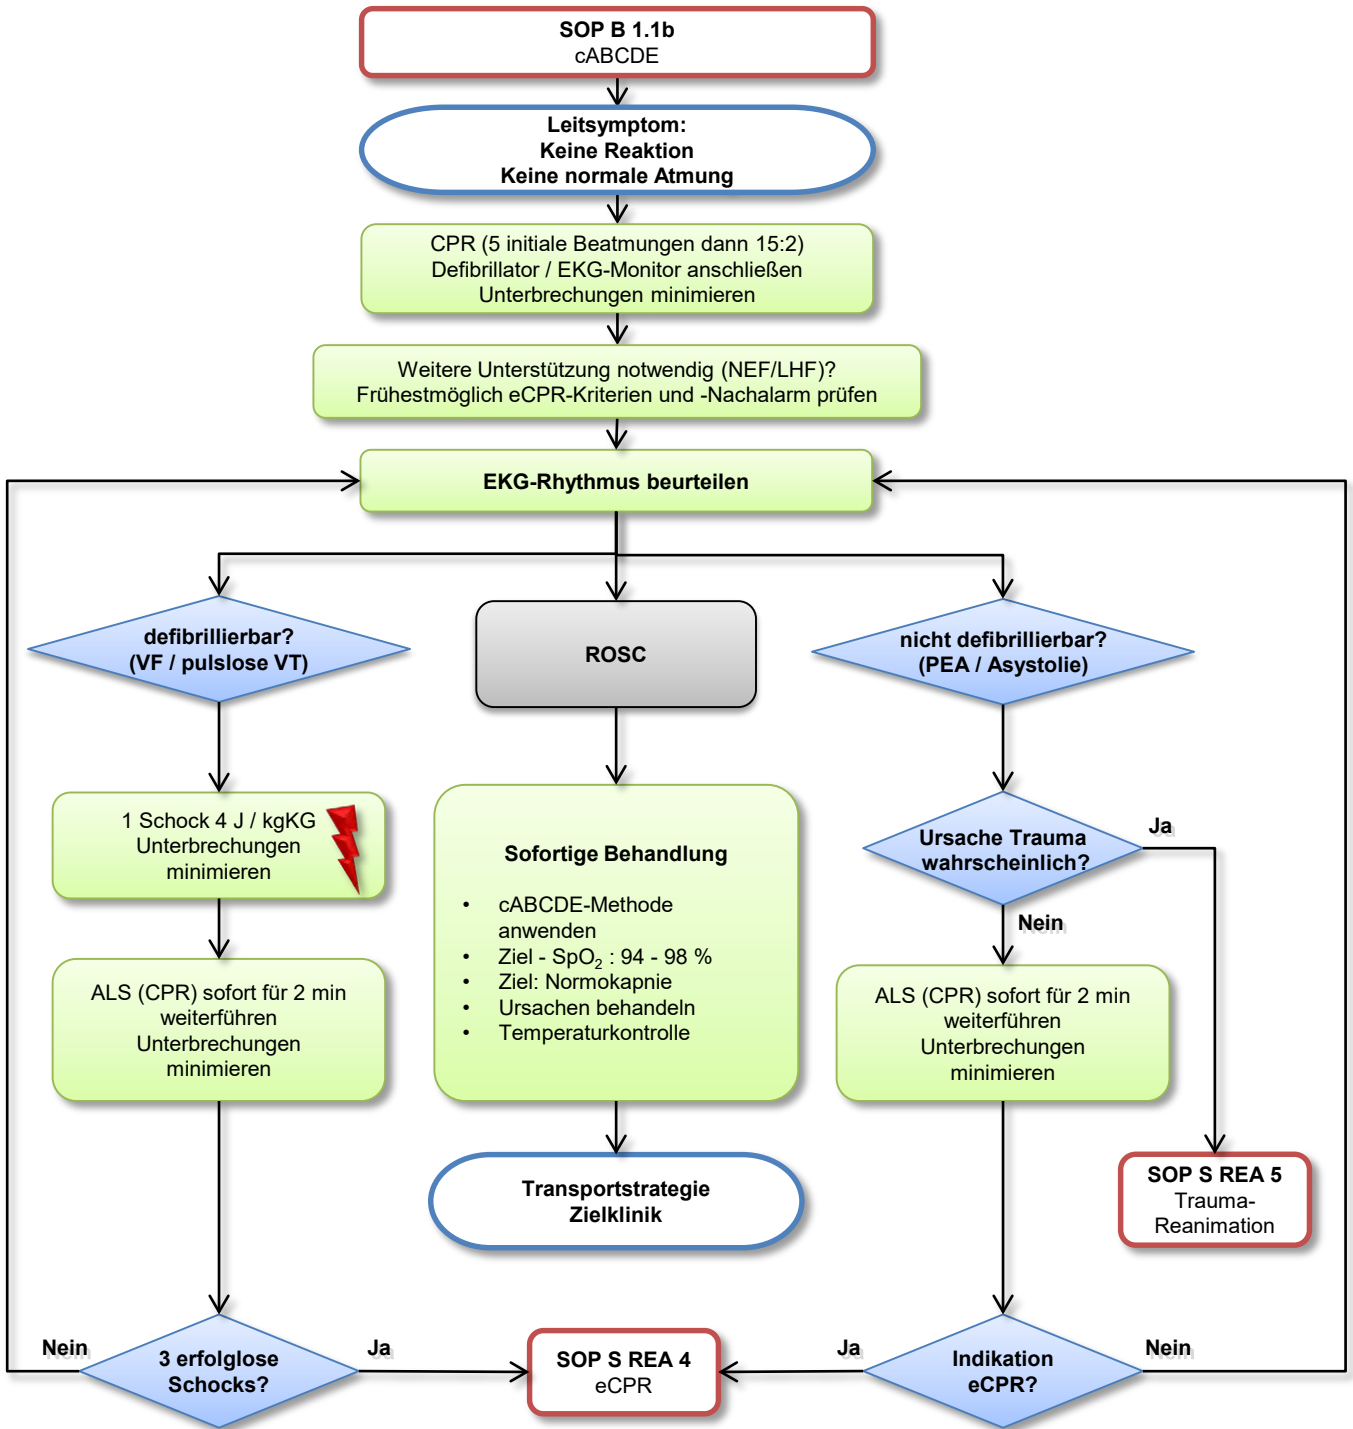 SOP B 1.1b
cABCDE
Leitsymptom:
Keine Reaktion
Keine normale Atmung
CPR (5 initiale Beatmungen dann 15:2)
Defibrillator / EKG-Monitor anschließen
Unterbrechungen minimieren
Weitere Unterstützung notwendig (NEF/LHF)?
Frühestmöglich eCPR-Kriterien und -Nachalarm prüfen
EKG-Rhythmus beurteilen
defibrillierbar?
(VF / pulslose VT)
ROSC
nicht defibrillierbar?
(PEA / Asystolie)
1 Schock 4 J / kgKG
Unterbrechungen
minimieren
Sofortige Behandlung
• cABCDE-Methode
anwenden
• Ziel - SpO₂ : 94 - 98 %
• Ziel: Normokapnie
• Ursachen behandeln
• Temperaturkontrolle
Ursache Trauma
wahrscheinlich?
Ja
Nein
ALS (CPR) sofort für 2 min
weiterführen
Unterbrechungen
minimieren
ALS (CPR) sofort für 2 min
weiterführen
Unterbrechungen
minimieren
Transportstrategie
Zielklinik
SOP S REA 5
Trauma-
Reanimation
Nein
3 erfolglose
Schocks?
Ja
SOP S REA 4
eCPR
Ja
Indikation
eCPR?
Nein